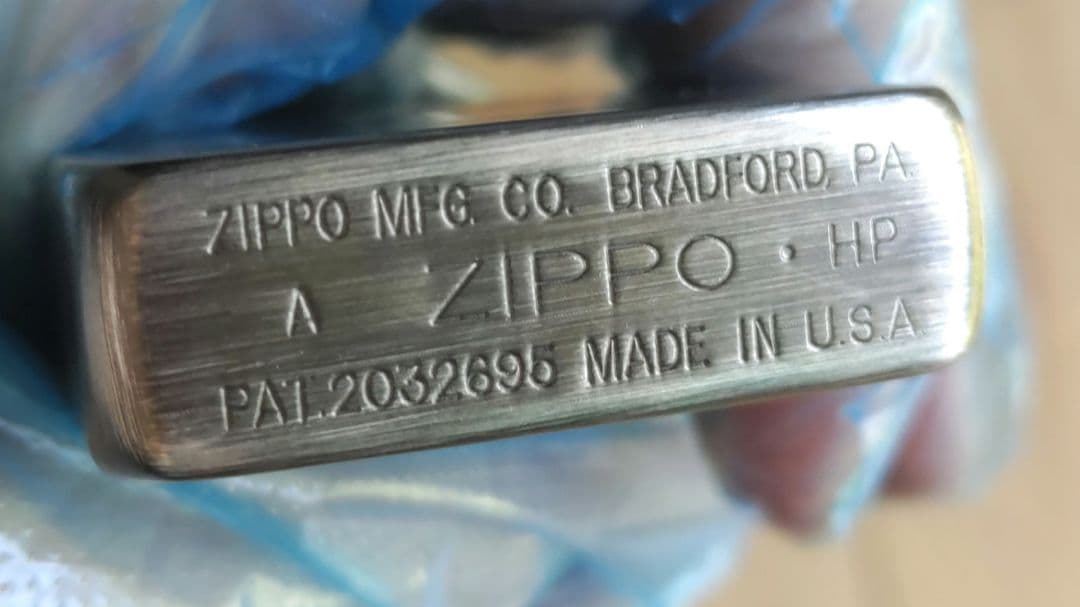 ZIPPO MFG. CO. BRADFORD, PA.
A ZIPPO · HP
PAT.2032695 MADE IN U.S.A